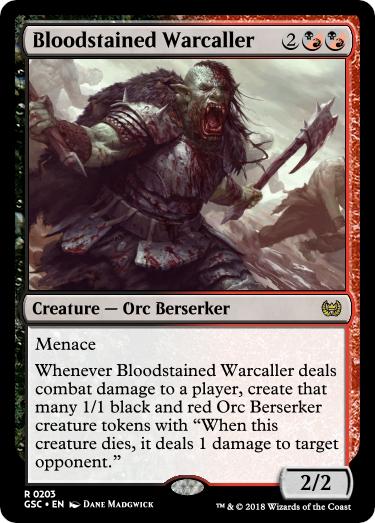 Bloodstained Warcaller 2
Creature — Orc Berserker
Menace
Whenever Bloodstained Warcaller deals
combat damage to a player, create that
many 1/1 black and red Orc Berserker
creature tokens with “When this
creature dies, it deals 1 damage to target
opponent.”
2/2
R 0203
GSC • EN Dane Madgwick
™ & © 2018 Wizards of the Coast